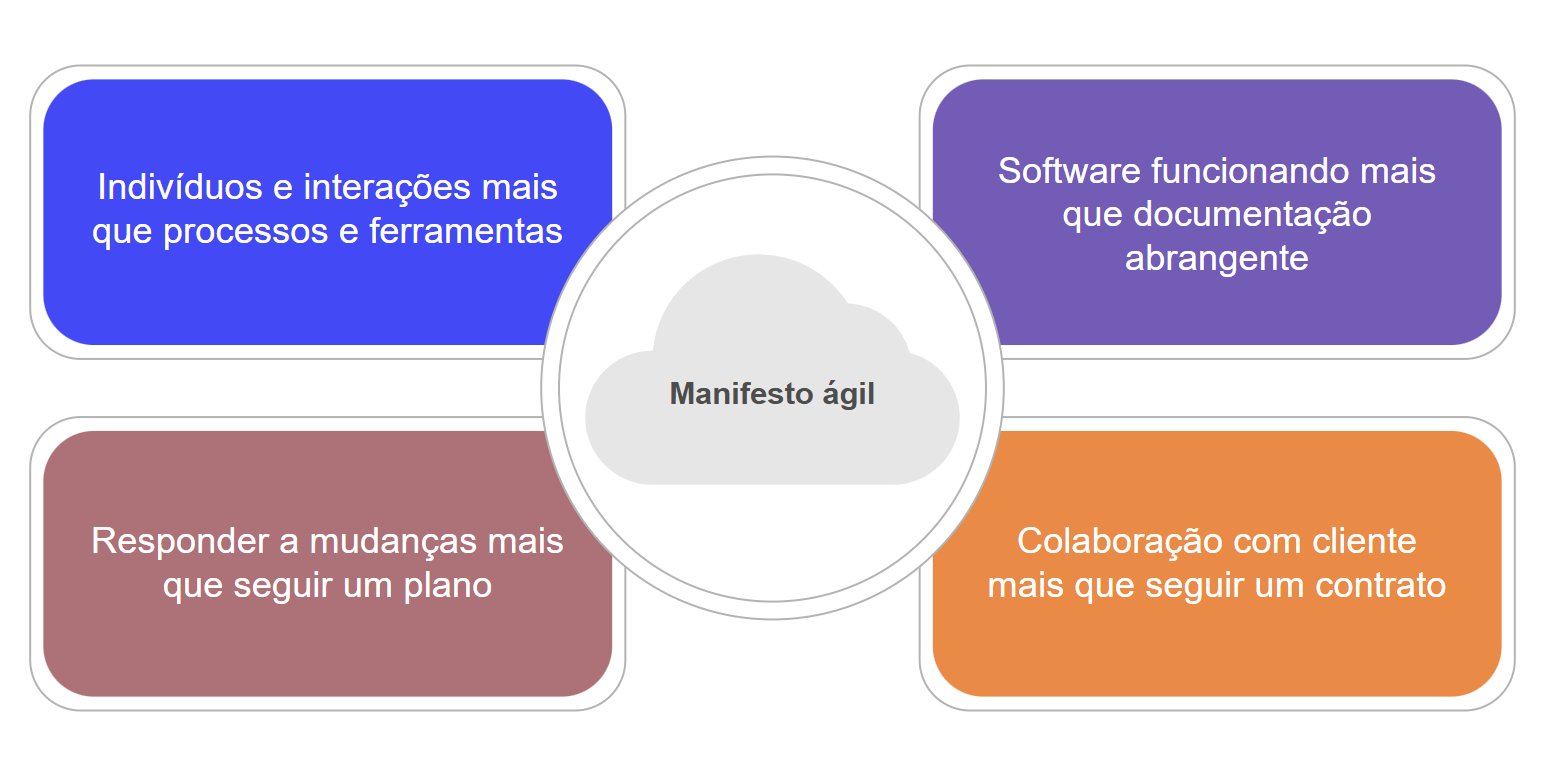 Indivíduos e interações mais
que processos e ferramentas
Software funcionando mais
que documentação
abrangente
Manifesto ágil
Responder a mudanças mais
que seguir um plano
Colaboração com cliente
mais que seguir um contrato